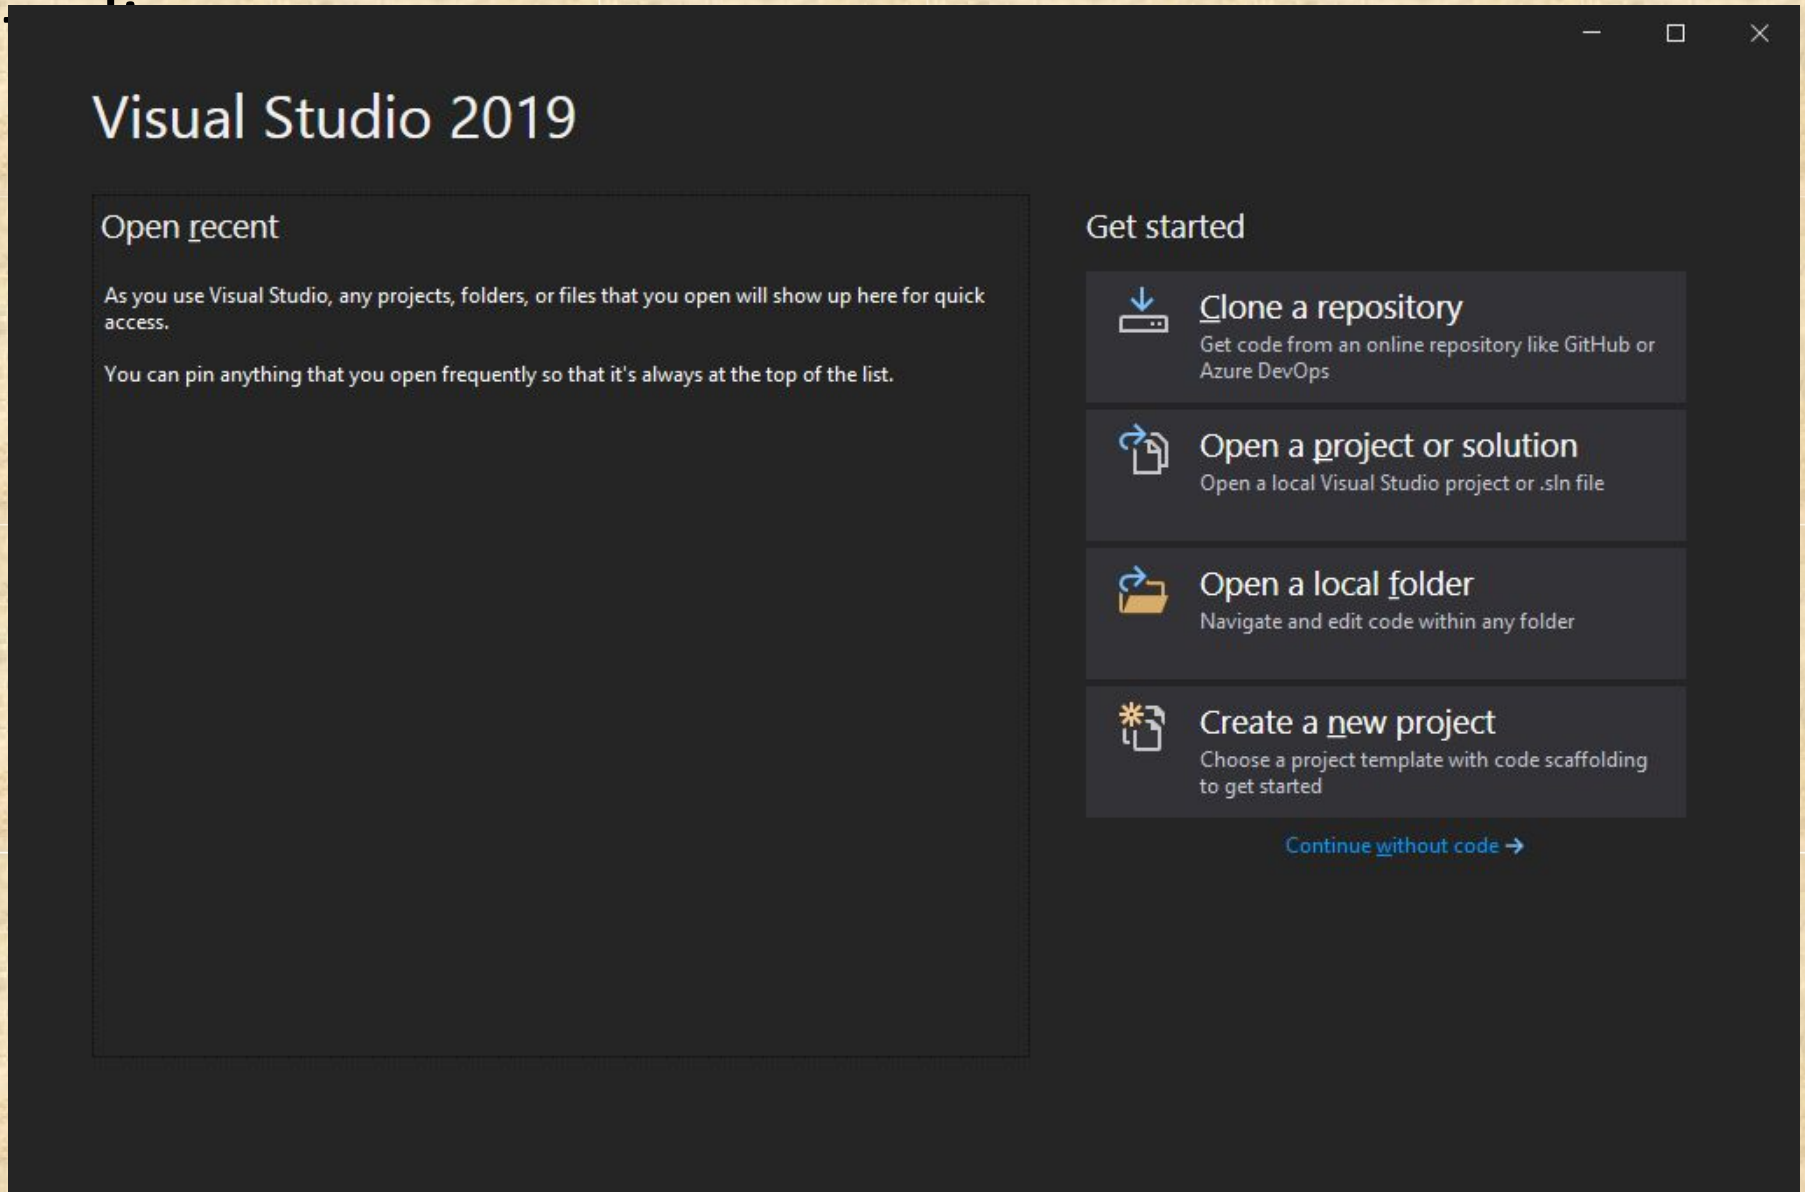 Visual Studio 2019
Open recent
As you use Visual Studio, any projects, folders, or files that you open will show up here for quick
access.
You can pin anything that you open frequently so that it's always at the top of the list.
Get started
Clone a repository
Get code from an online repository like GitHub or
Azure DevOps
Open a project or solution
Open a local Visual Studio project or .sln file
Open a local folder
Navigate and edit code within any folder
Create a new project
Choose a project template with code scaffolding
to get started
Continue without code →